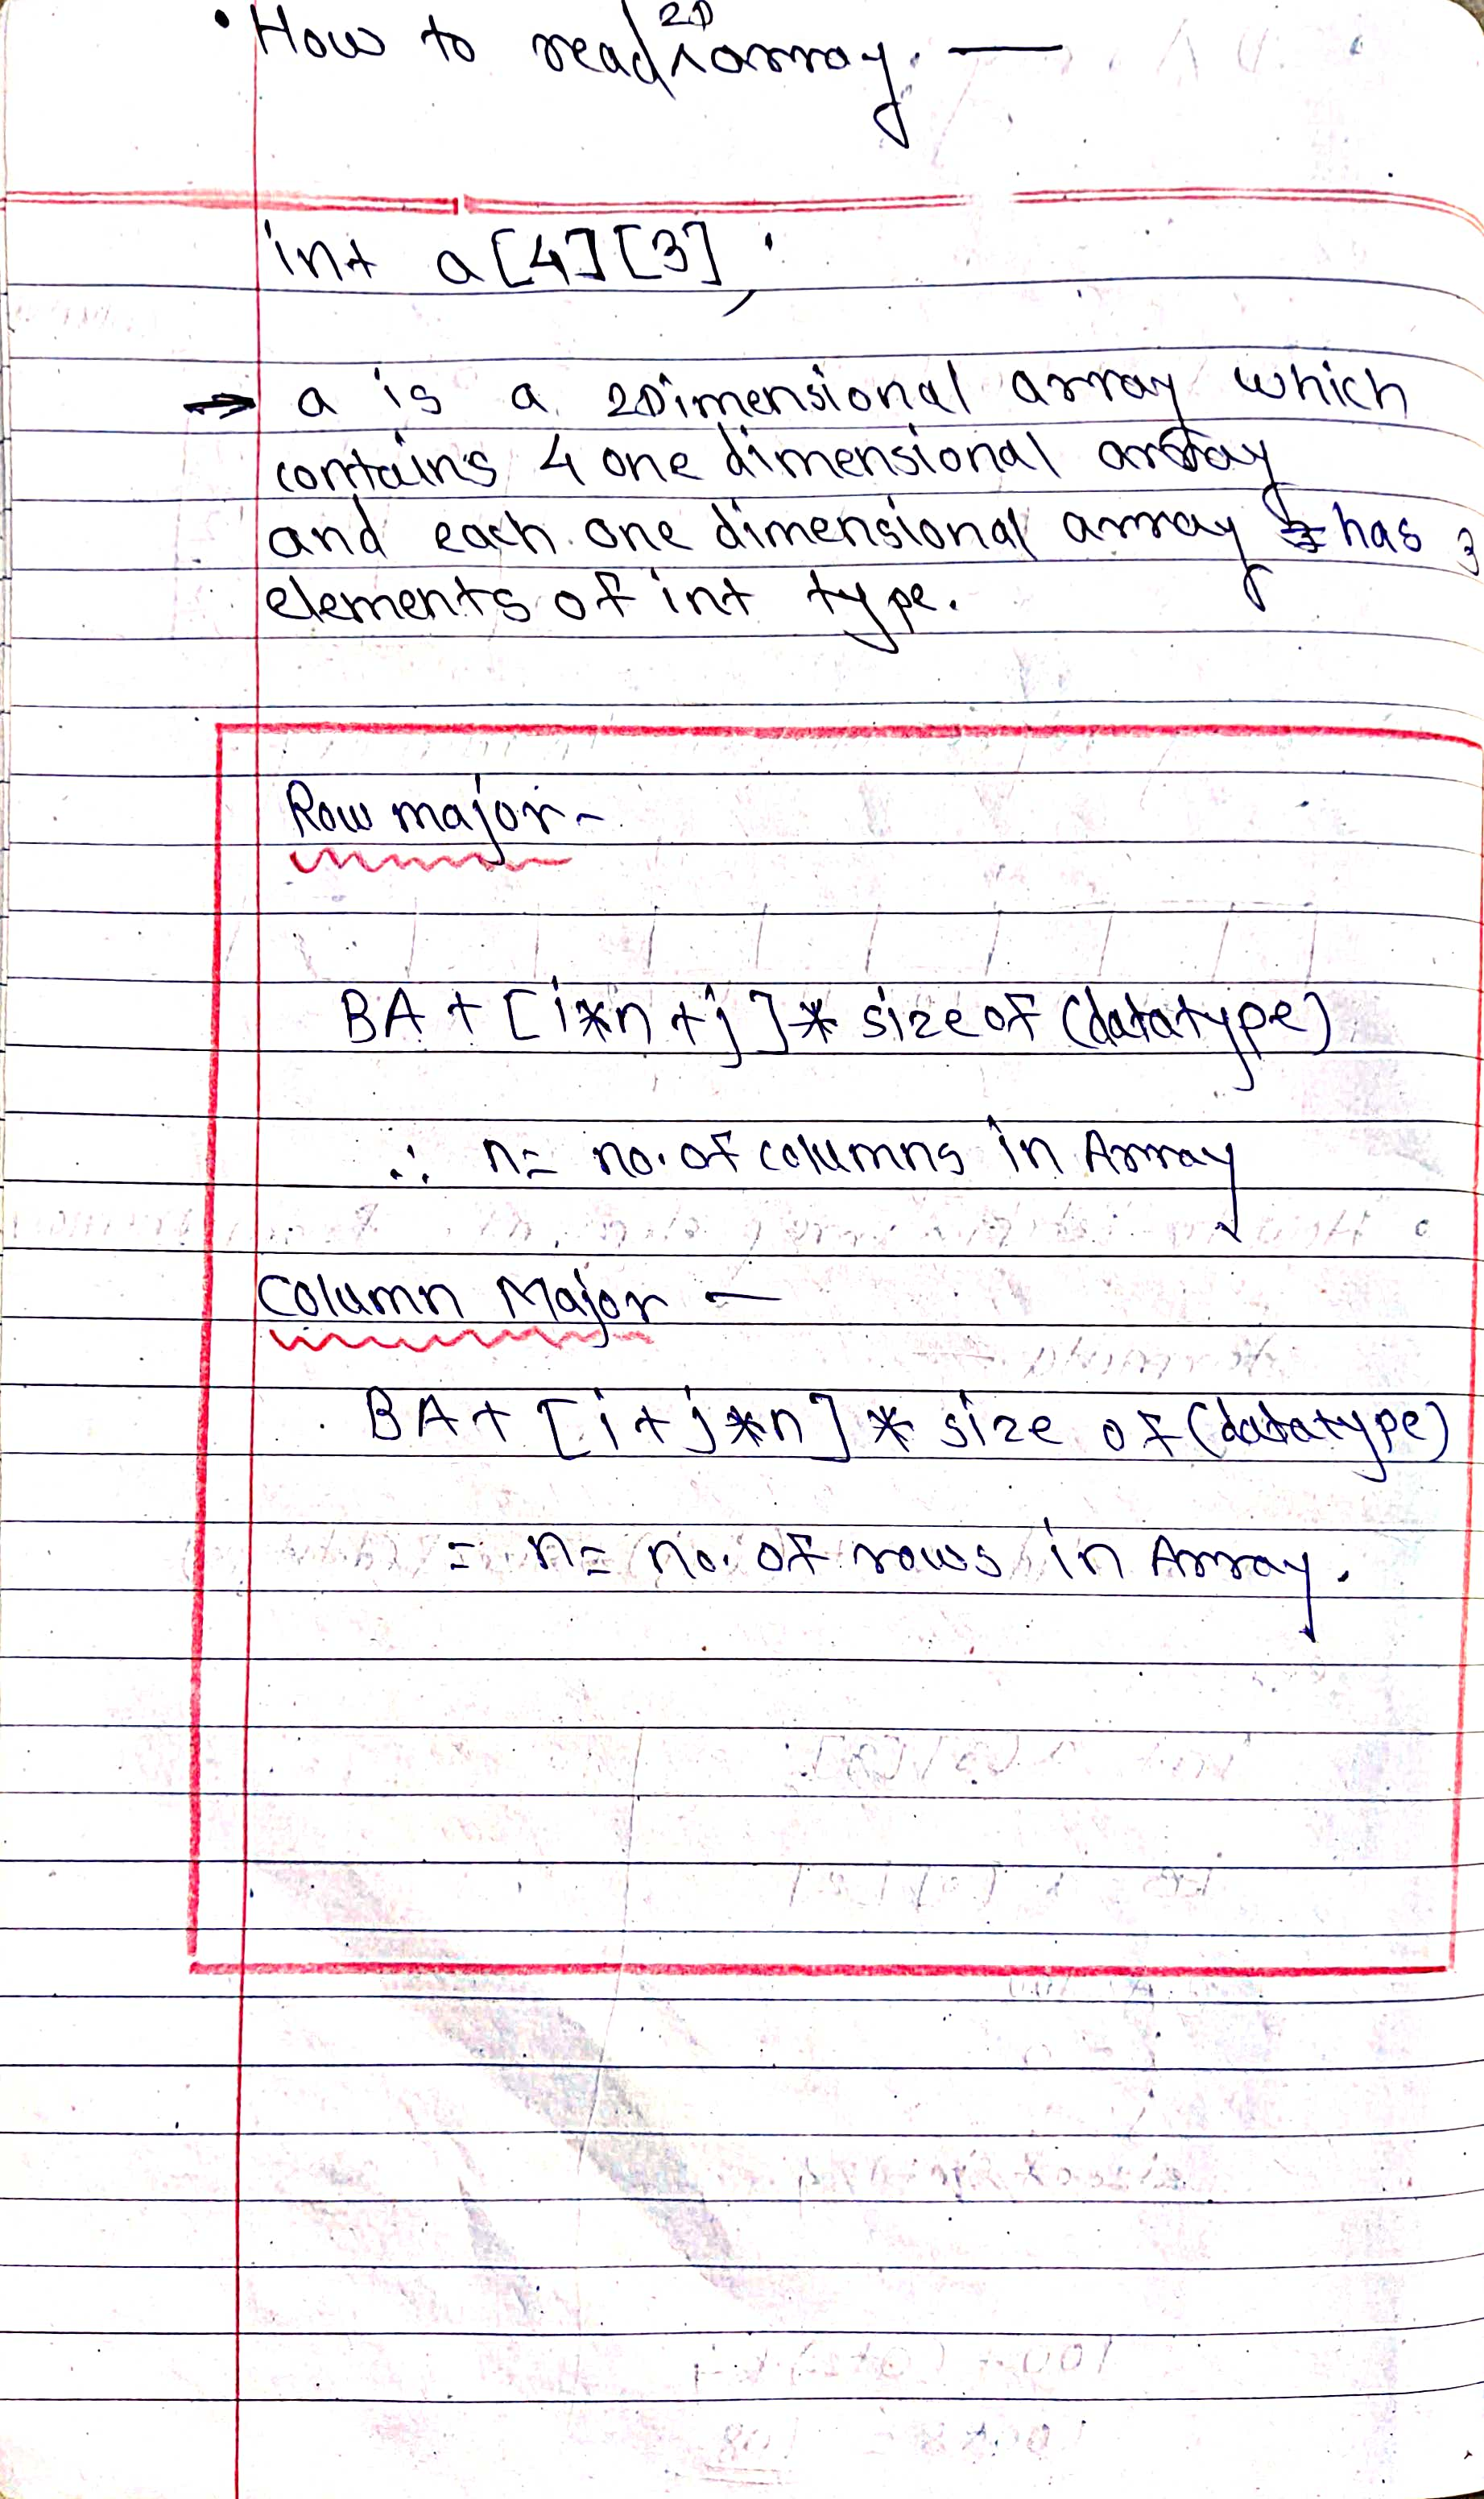 • How to read 2D array. —
int a[4][3];
→ a is a 2Dimensional array which
contains 4 one dimensional array
and each one dimensional array has 3
elements of int type.
Row major -
BA + [i*n+j]* sizeof (datatype)
∴ n= no. of columns in Array
Column Major —
BA+ [i+j*n] * size of (datatype)
= n= no. of rows in Array.